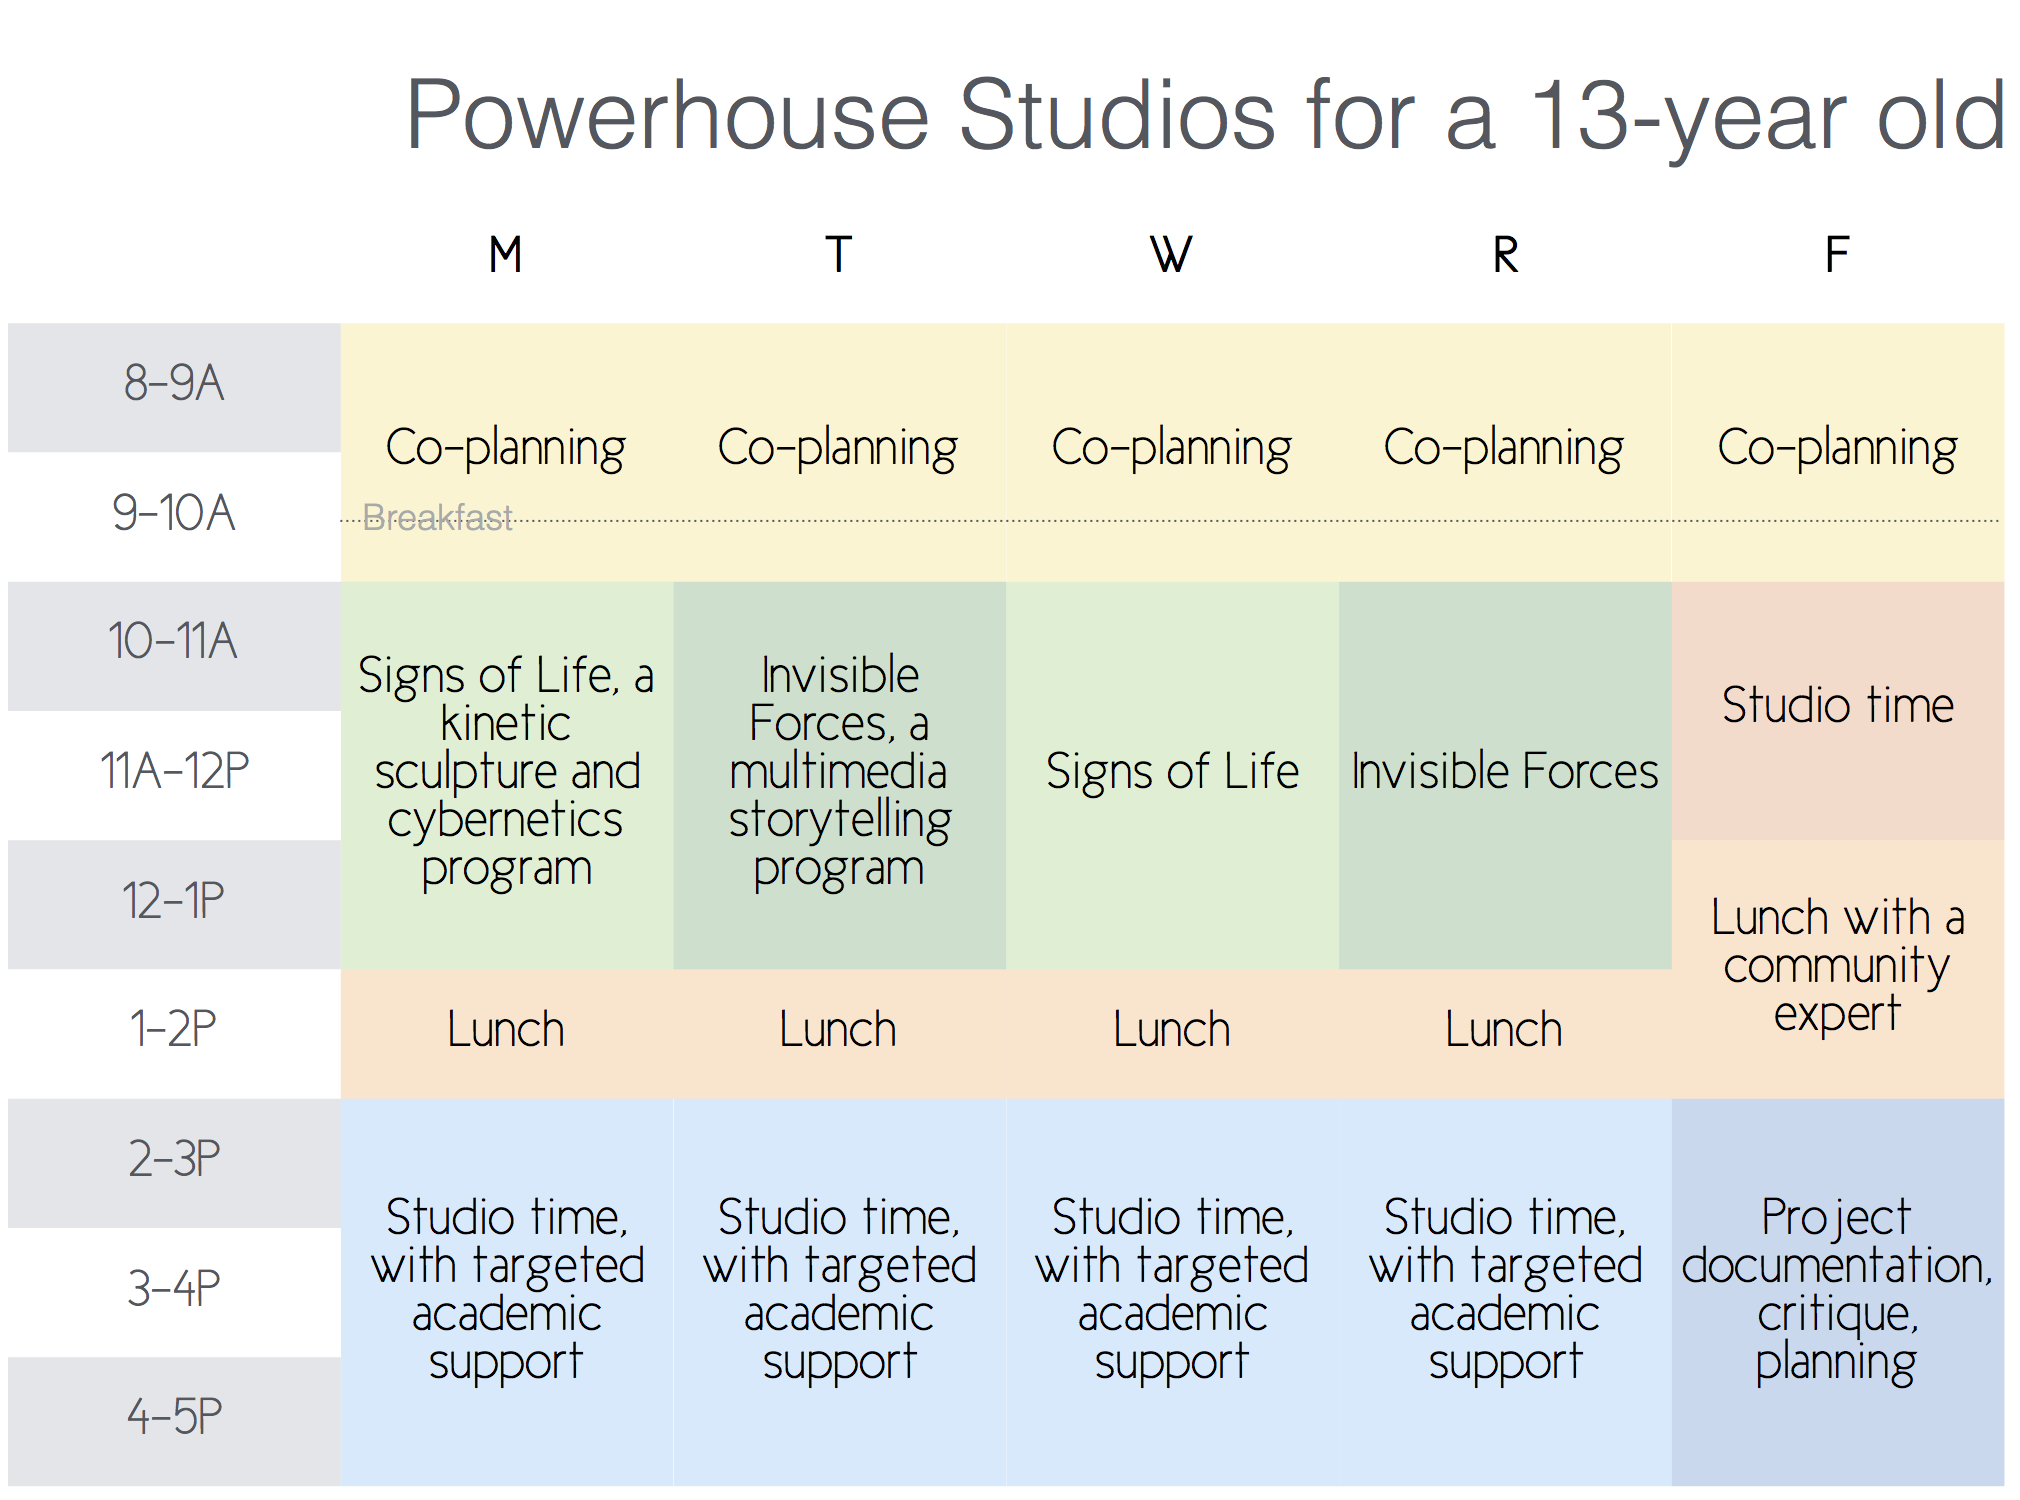 Powerhouse Studios for a 13-year old
M T W R F
8-9A
Co-planning Co-planning Co-planning Co-planning Co-planning
9-10A
Breakfast
10-11A
Signs of Life, a
kinetic
sculpture and
cybernetics
program
Invisible
Forces, a
multimedia
storytelling
program
Signs of Life
Invisible Forces
Studio time
11A-12P
12-1P
Lunch with a
community
expert
1-2P
Lunch Lunch Lunch Lunch
2-3P
Studio time,
with targeted
academic
support
Studio time,
with targeted
academic
support
Studio time,
with targeted
academic
support
Studio time,
with targeted
academic
support
Project
documentation,
critique,
planning
3-4P
4-5P